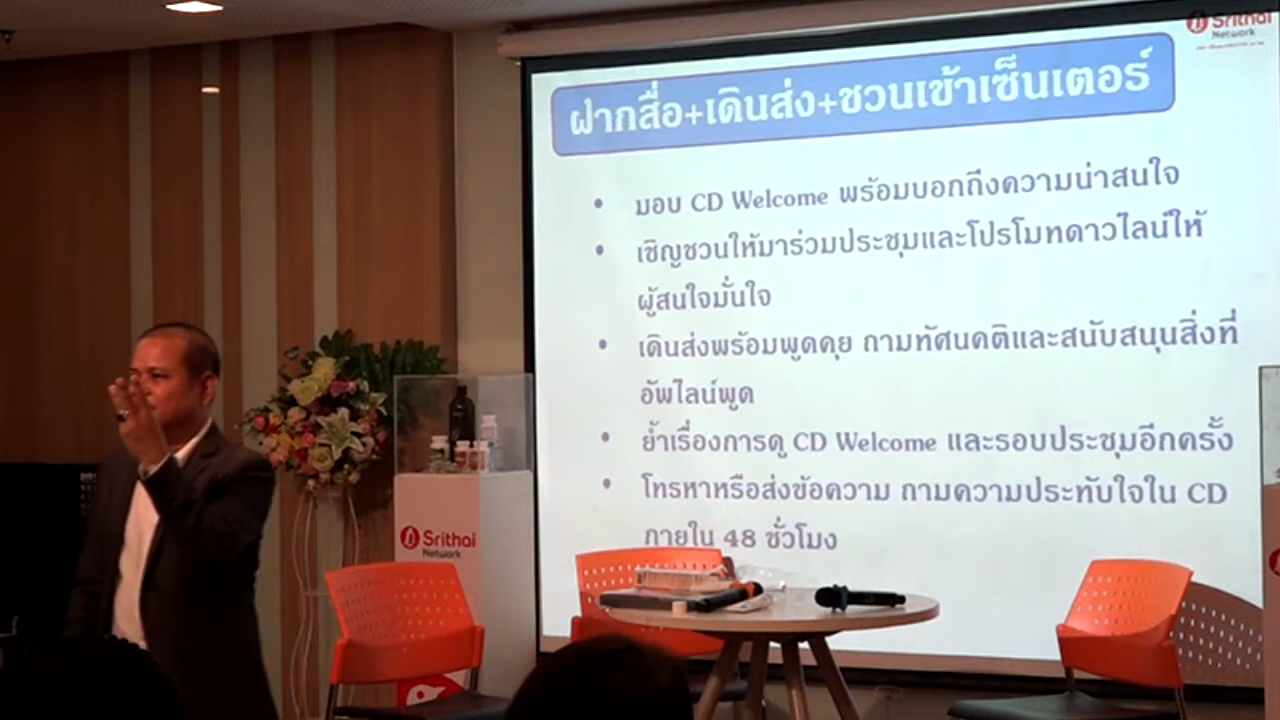 Srithai
Network
ฝากสื่อ+เดินส่ง+ชวนเข้าเซ็นเตอร์
• มอบ CD Welcome พร้อมบอกถึงความน่าสนใจ
• เชิญชวนให้มาร่วมประชุมและโปรโมทดาวไลน์ให้
ผู้สนใจมั่นใจ
• เดินส่งพร้อมพูดคุย ถามทัศนคติและสนับสนุนสิ่งที่
อัพไลน์พูด
• ย้ำเรื่องการดู CD Welcome และรอบประชุมอีกครั้ง
• โทรหาหรือส่งข้อความ ถามความประทับใจใน CD
ภายใน 48 ชั่วโมง
Srithai
Network